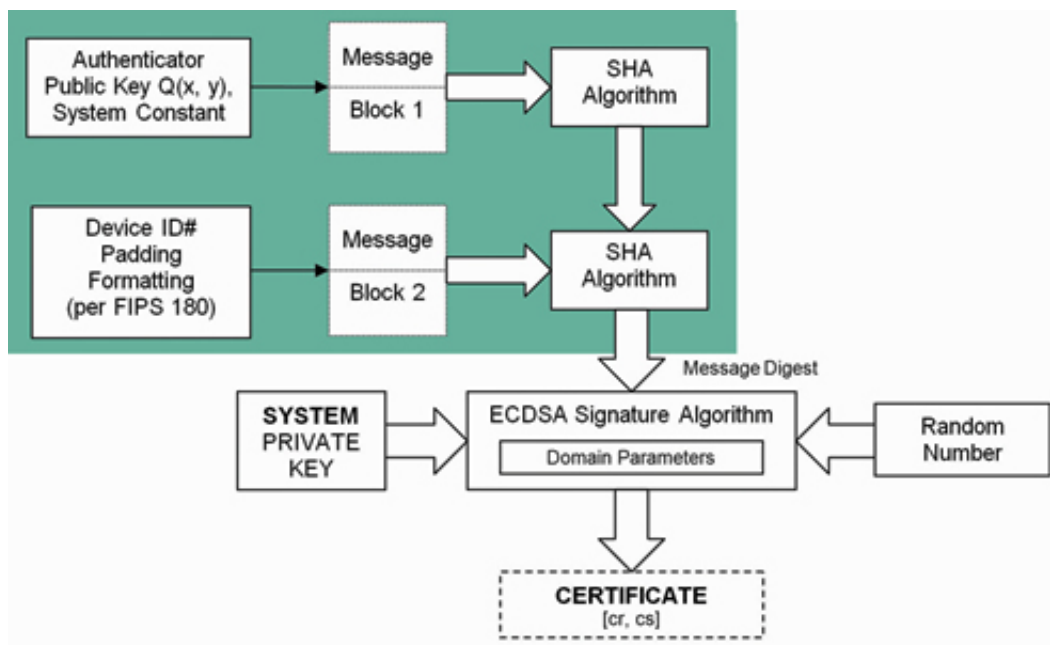 Authenticator
Public Key Q(x, y),
System Constant
Message
Block 1
SHA
Algorithm
Device ID#
Padding
Formatting
(per FIPS 180)
Message
Block 2
SHA
Algorithm
Message Digest
SYSTEM
PRIVATE
KEY
ECDSA Signature Algorithm
Domain Parameters
Random
Number
CERTIFICATE
[cr, cs]